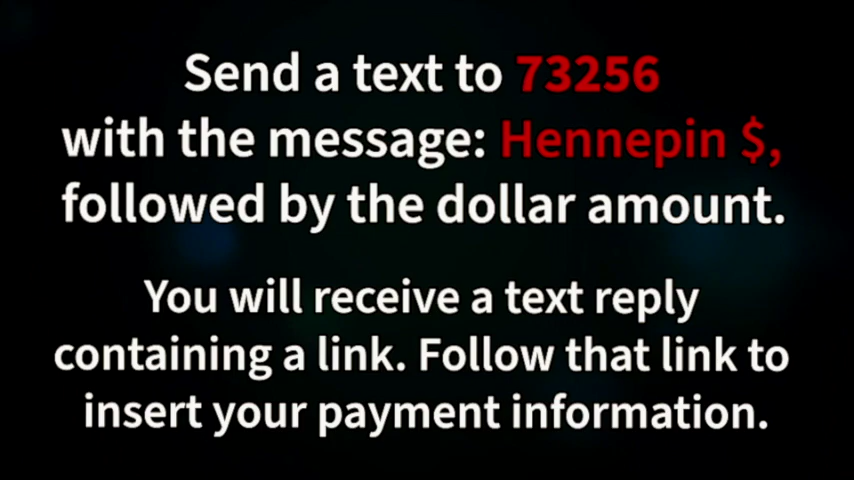 Send a text to 73256
with the message: Hennepin $,
followed by the dollar amount.
You will receive a text reply
containing a link. Follow that link to
insert your payment information.